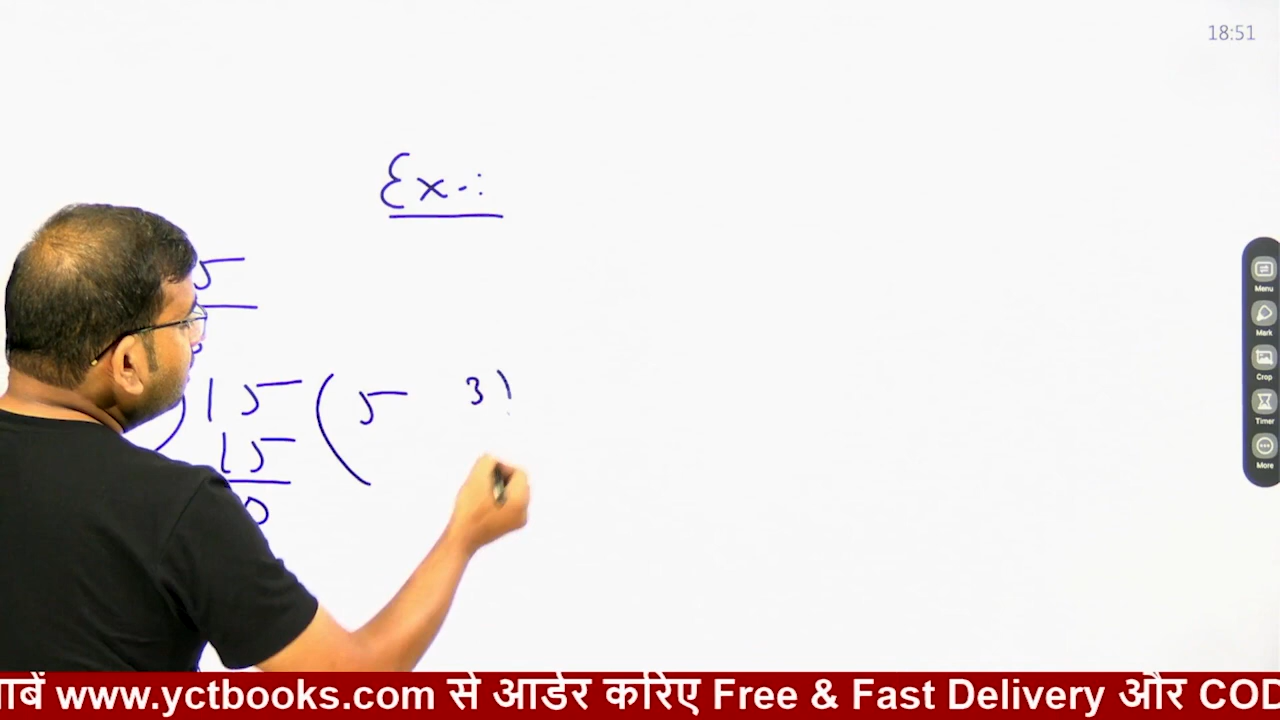 18:51
Ex-:
5
) 15 ( 5 3)
15
0
Menu
Mark
Crop
Timer
More
www.yctbooks.com से आर्डर करिए Free & Fast Delivery और COD